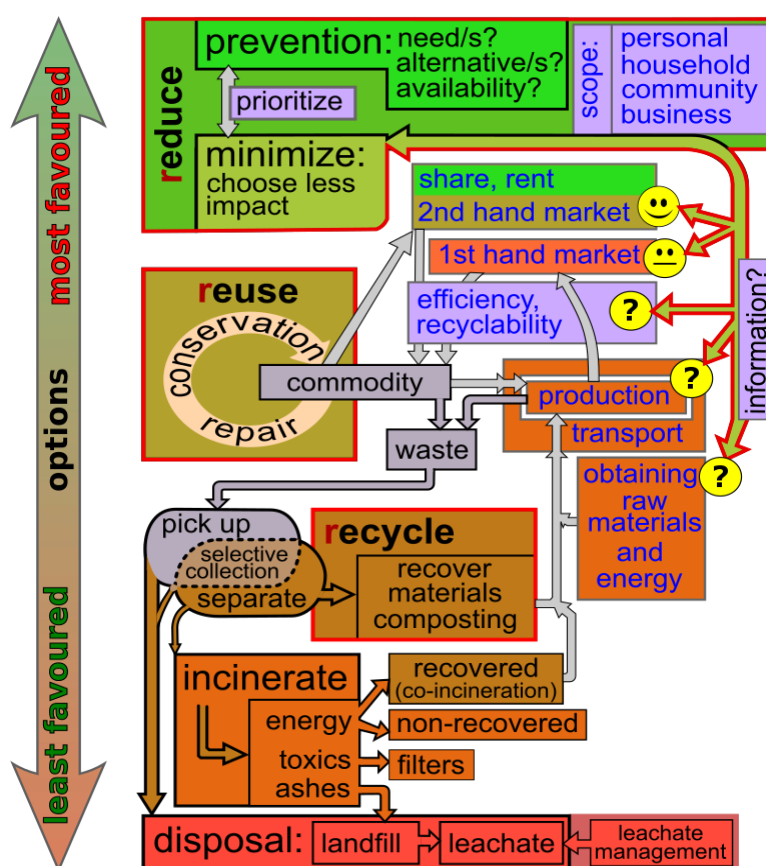 most favoured
options
least favoured
reduce
prevention:
need/s?
alternative/s?
availability?
scope:
personal
household
community
business
prioritize
minimize:
choose less
impact
share, rent
2nd hand market
1st hand market
efficiency,
recyclability
?
?
?
information?
reuse
conservation
repair
commodity
production
transport
waste
obtaining
raw
materials
and
energy
pick up
selective
collection
separate
recycle
recover
materials
composting
incinerate
energy
toxics
ashes
recovered
(co-incineration)
non-recovered
filters
disposal:
landfill
leachate
leachate
management